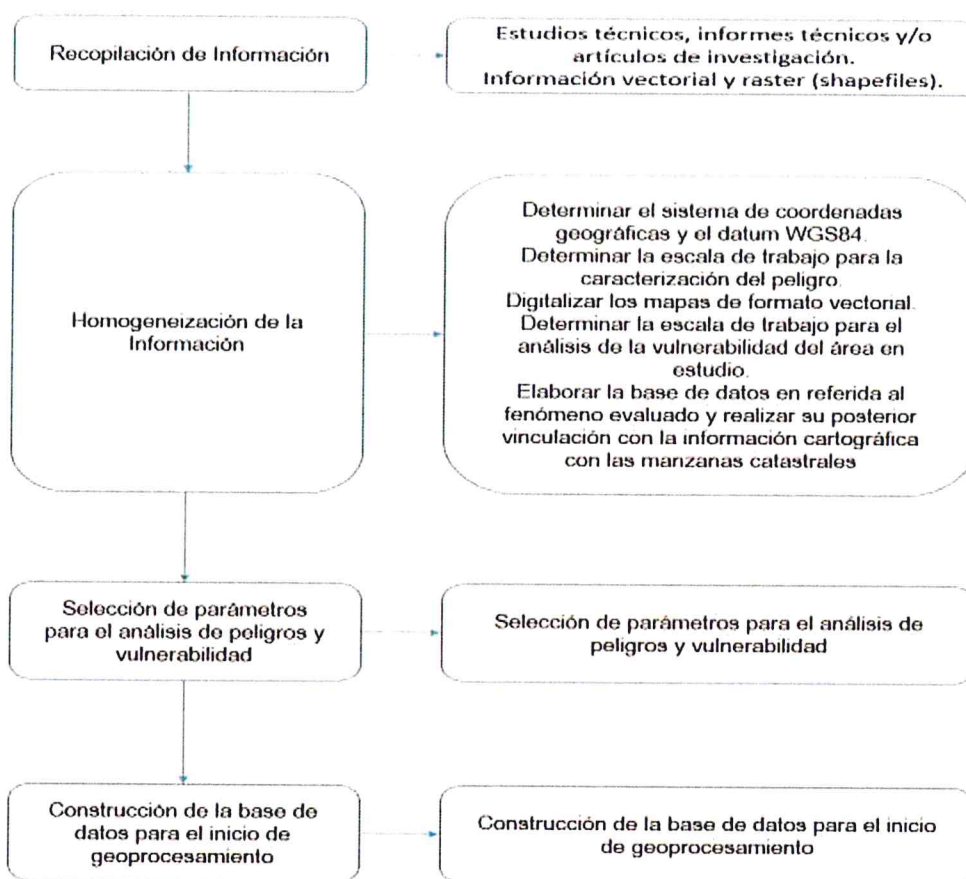 Recopilación de Información
Estudios técnicos, informes técnicos y/o
artículos de investigación.
Información vectorial y raster (shapefiles).
Homogeneización de la
Información
Determinar el sistema de coordenadas
geográficas y el datum WGS84.
Determinar la escala de trabajo para la
caracterización del peligro.
Digitalizar los mapas de formato vectorial.
Determinar la escala de trabajo para el
análisis de la vulnerabilidad del área en
estudio.
Elaborar la base de datos en referida al
fenómeno evaluado y realizar su posterior
vinculación con la información cartográfica
con las manzanas catastrales
Selección de parámetros
para el análisis de peligros y
vulnerabilidad
Selección de parámetros para el análisis de
peligros y vulnerabilidad
Construcción de la base de
datos para el inicio de
geoprocesamiento
Construcción de la base de datos para el inicio
de geoprocesamiento